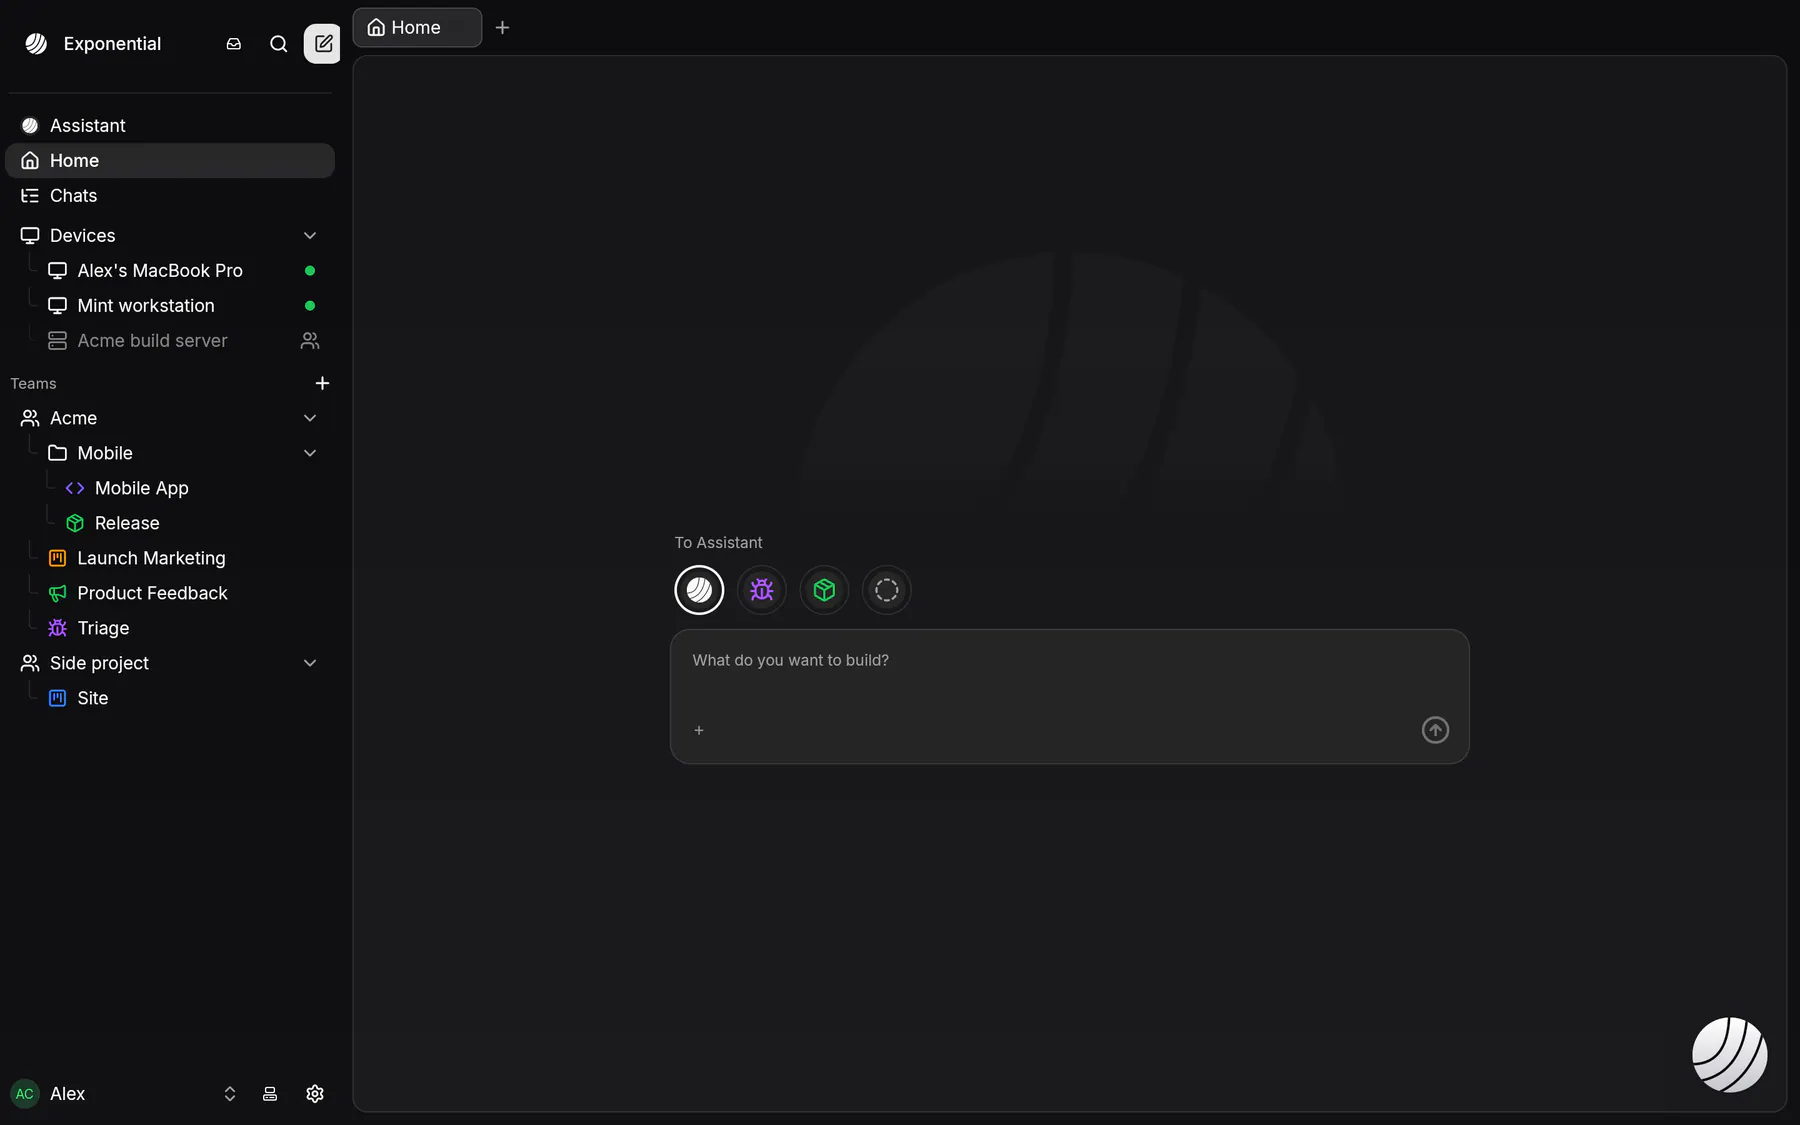 Exponential
Home
Assistant
Home
Chats
Devices
Alex's MacBook Pro
Mint workstation
Acme build server
Teams
Acme
Mobile
Mobile App
Release
Launch Marketing
Product Feedback
Triage
Side project
Site
To Assistant
What do you want to build?
AC Alex